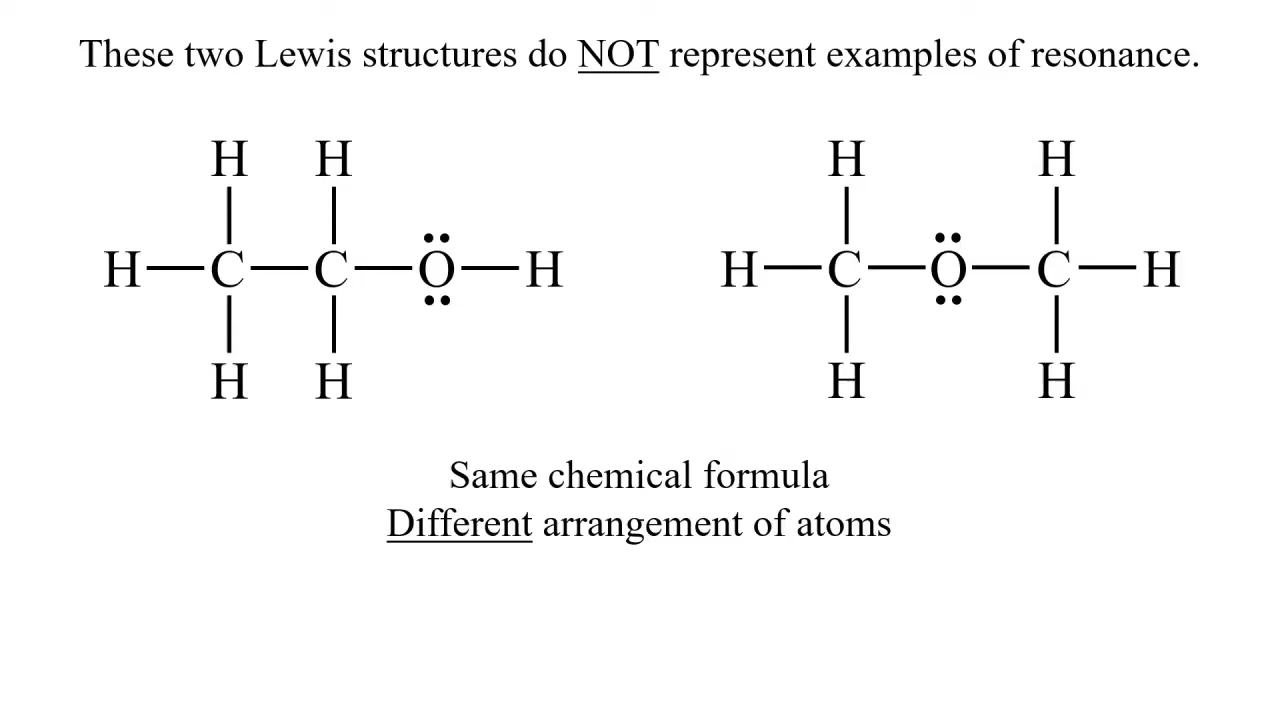 These two Lewis structures do NOT represent examples of resonance.
H H H H
H C C O H H C O C H
H H H H
Same chemical formula
Different arrangement of atoms